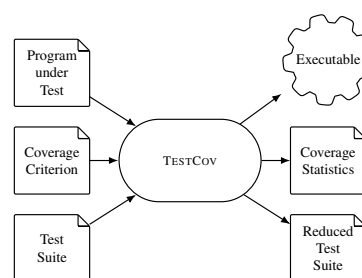 Program
under
Test
Executable
Coverage
Criterion
TESTCOV
Coverage
Statistics
Test
Suite
Reduced
Test
Suite